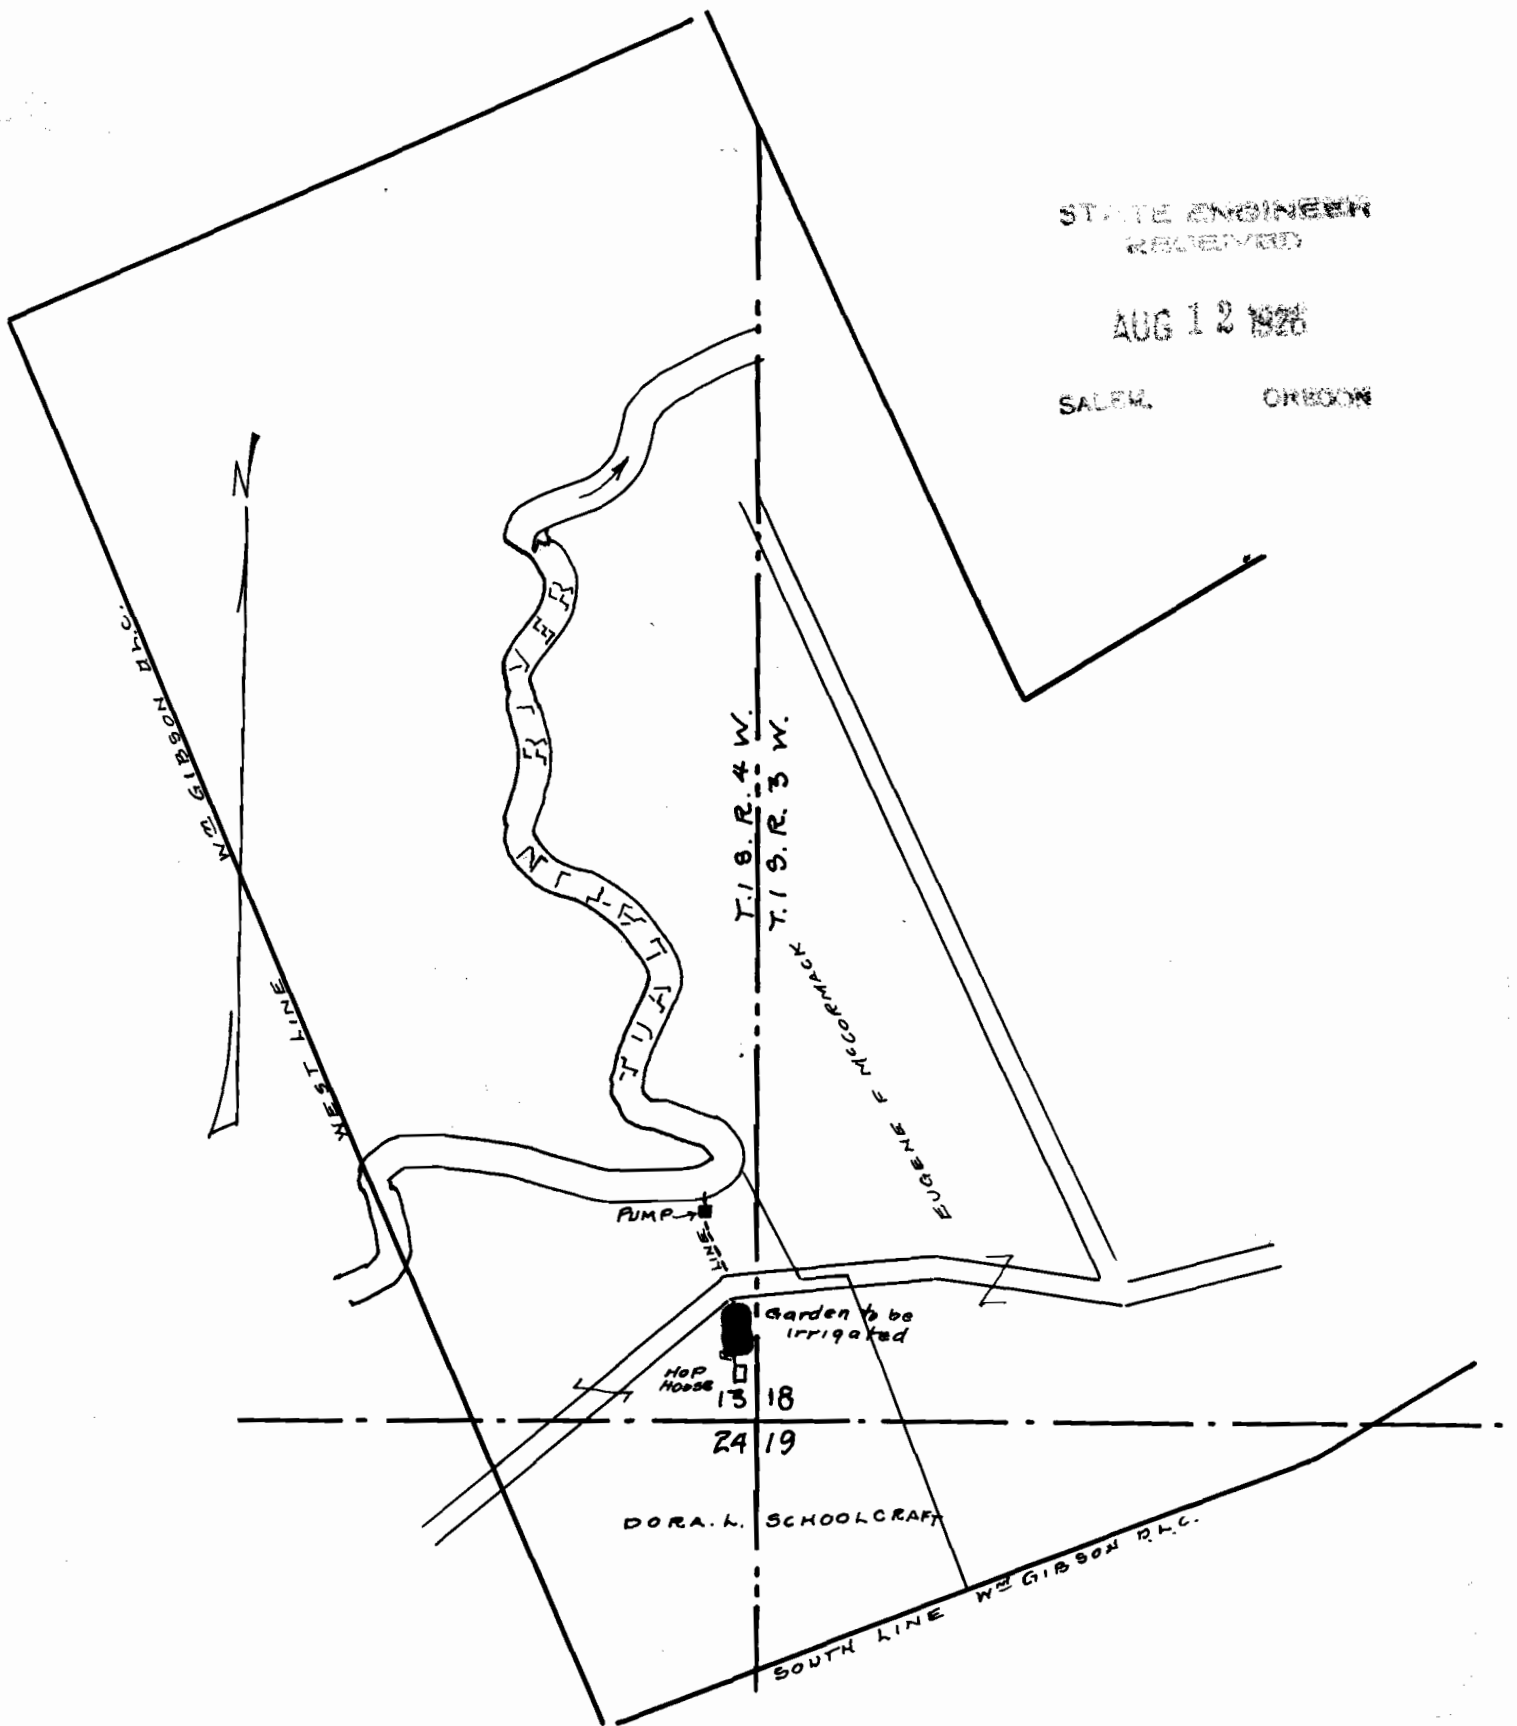 STATE ENGINEER
RECEIVED
AUG 12 1926
SALEM. OREGON
N
Wm GIBSON D.L.C.
WEST LINE
TUALATIN RIVER
T.1 S. R. 4 W.
T.1 S. R. 3 W.
EUGENE F McCORMACK
PUMP
LINE
Garden to be
irrigated
HOP
HOUSE
13 18
24 19
DORA. L. SCHOOLCRAFT
SOUTH LINE Wm GIBSON D.L.C.